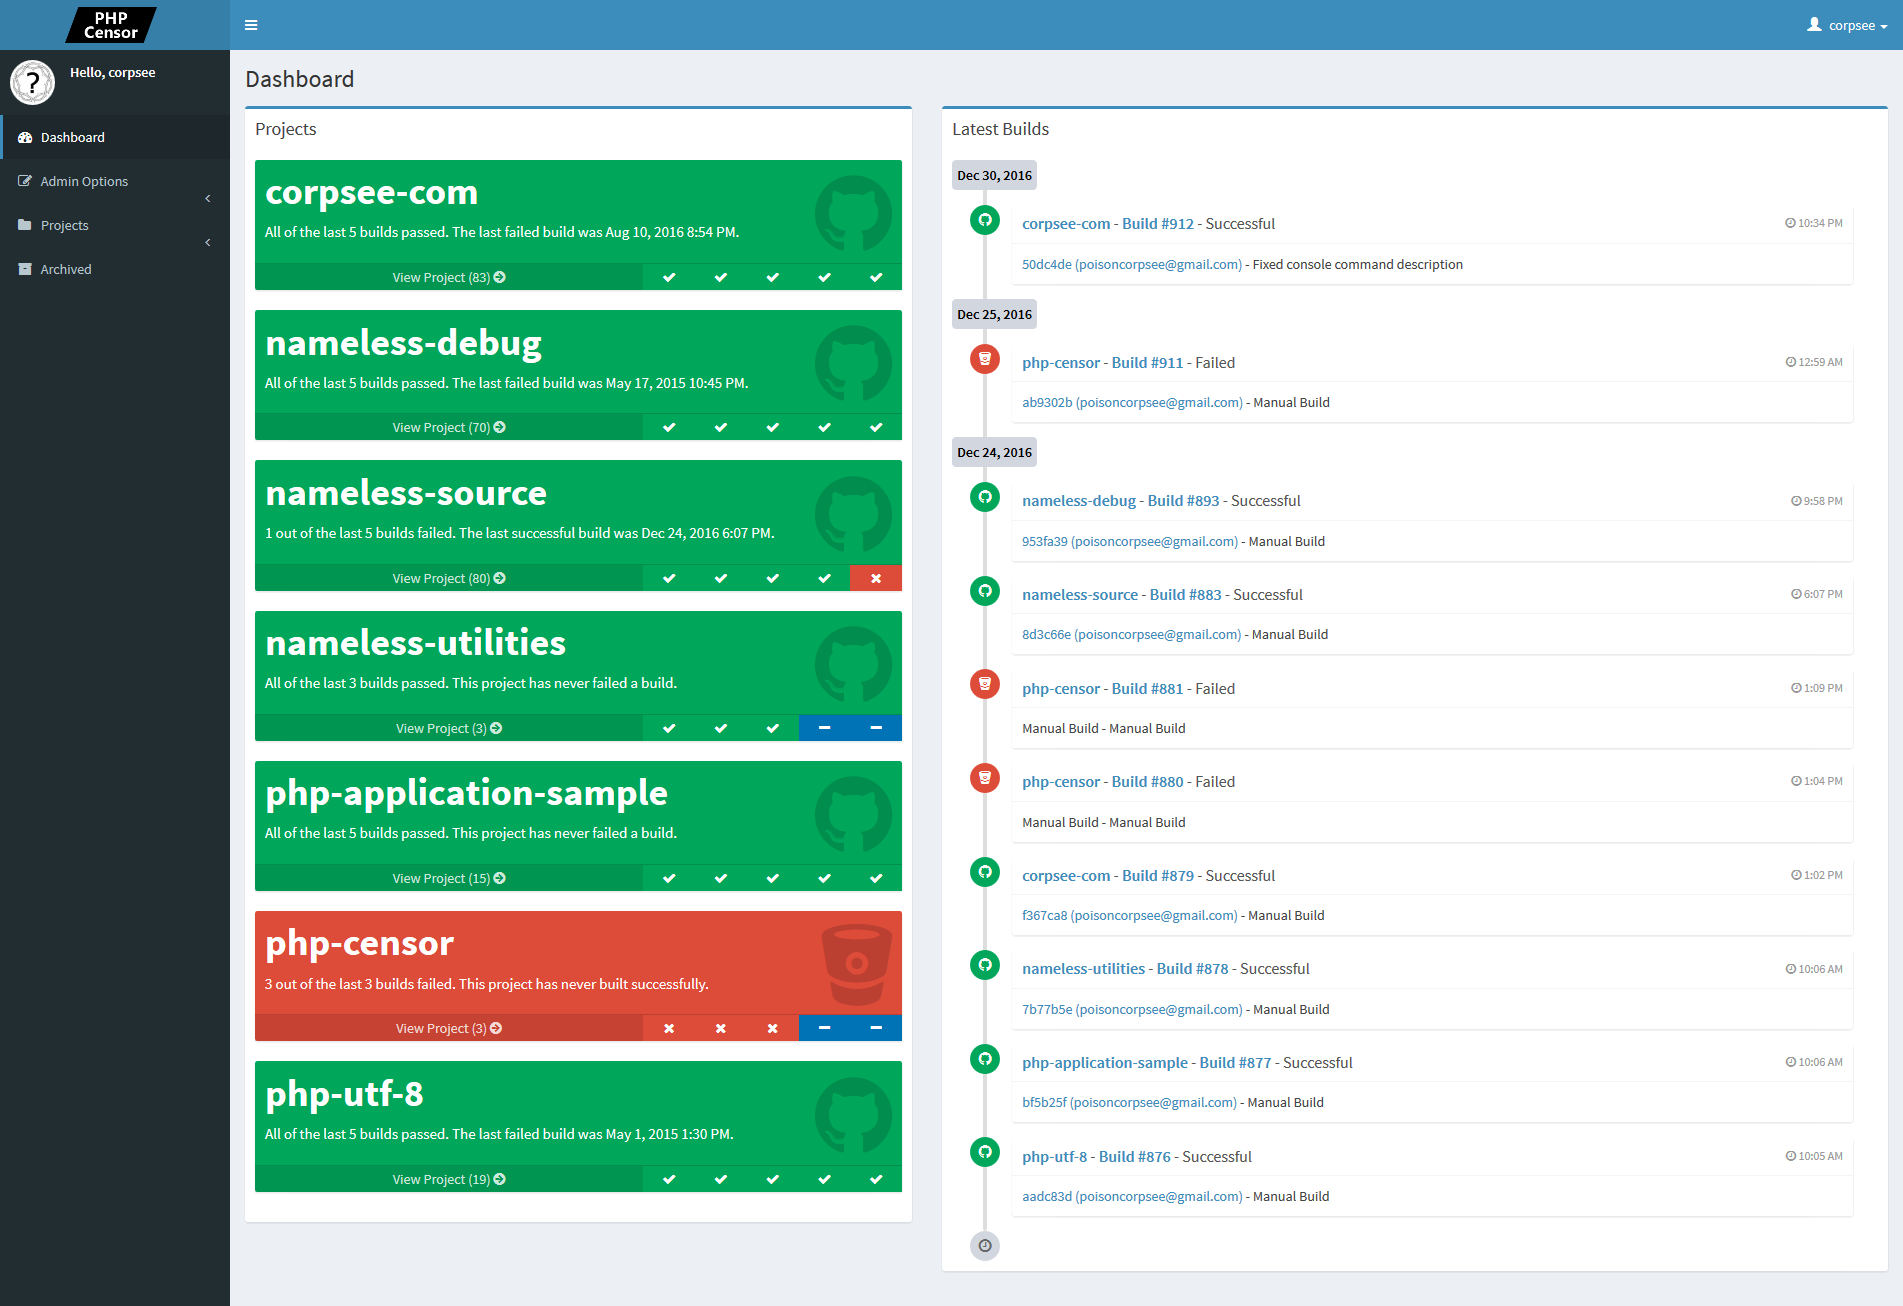 PHP
Censor
corpsee
Hello, corpsee
Dashboard
Admin Options
Projects
Archived
Dashboard
Projects
corpsee-com
All of the last 5 builds passed. The last failed build was Aug 10, 2016 8:54 PM.
View Project (83)
nameless-debug
All of the last 5 builds passed. The last failed build was May 17, 2015 10:45 PM.
View Project (70)
nameless-source
1 out of the last 5 builds failed. The last successful build was Dec 24, 2016 6:07 PM.
View Project (80)
nameless-utilities
All of the last 3 builds passed. This project has never failed a build.
View Project (3)
php-application-sample
All of the last 5 builds passed. This project has never failed a build.
View Project (15)
php-censor
3 out of the last 3 builds failed. This project has never built successfully.
View Project (3)
php-utf-8
All of the last 5 builds passed. The last failed build was May 1, 2015 1:30 PM.
View Project (19)
Latest Builds
Dec 30, 2016
corpsee-com - Build #912 - Successful 10:34 PM
50dc4de (poisoncorpsee@gmail.com) - Fixed console command description
Dec 25, 2016
php-censor - Build #911 - Failed 12:59 AM
ab9302b (poisoncorpsee@gmail.com) - Manual Build
Dec 24, 2016
nameless-debug - Build #893 - Successful 9:58 PM
953fa39 (poisoncorpsee@gmail.com) - Manual Build
nameless-source - Build #883 - Successful 6:07 PM
8d3c66e (poisoncorpsee@gmail.com) - Manual Build
php-censor - Build #881 - Failed 1:09 PM
Manual Build - Manual Build
php-censor - Build #880 - Failed 1:04 PM
Manual Build - Manual Build
corpsee-com - Build #879 - Successful 1:02 PM
f367ca8 (poisoncorpsee@gmail.com) - Manual Build
nameless-utilities - Build #878 - Successful 10:06 AM
7b77b5e (poisoncorpsee@gmail.com) - Manual Build
php-application-sample - Build #877 - Successful 10:06 AM
bf5b25f (poisoncorpsee@gmail.com) - Manual Build
php-utf-8 - Build #876 - Successful 10:05 AM
aadc83d (poisoncorpsee@gmail.com) - Manual Build